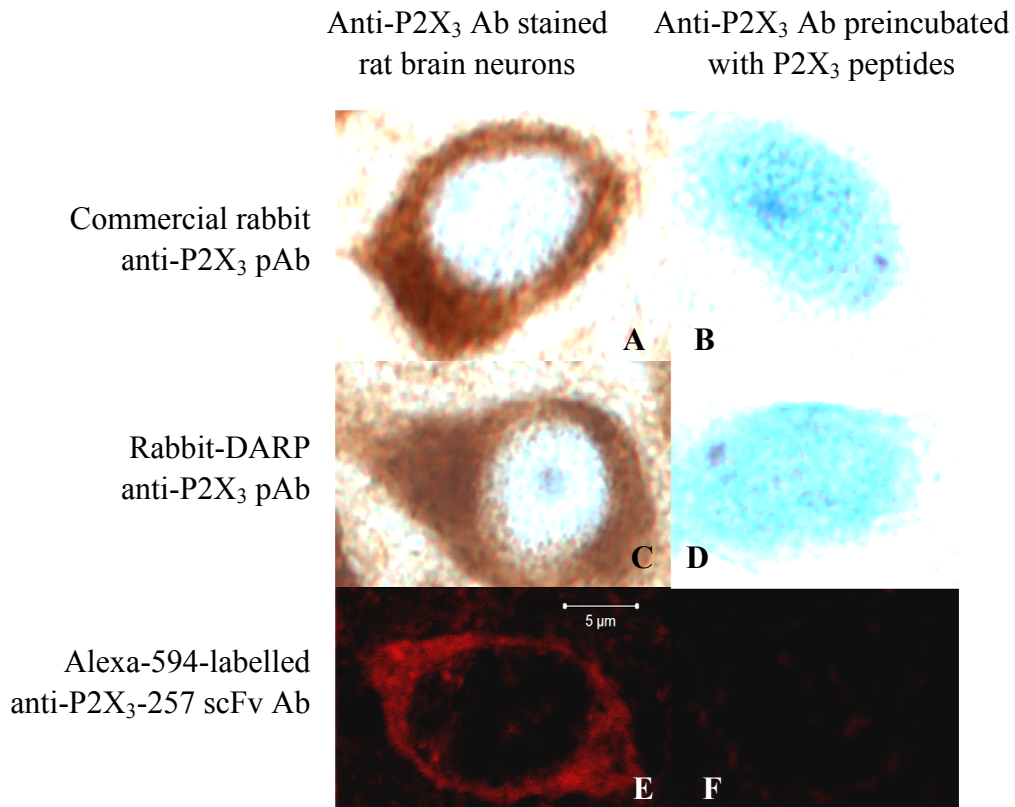 Anti-P2X₃ Ab stained
rat brain neurons
Anti-P2X₃ Ab preincubated
with P2X₃ peptides
Commercial rabbit
anti-P2X₃ pAb
A
B
Rabbit-DARP
anti-P2X₃ pAb
C
D
5 µm
Alexa-594-labelled
anti-P2X₃-257 scFv Ab
E
F